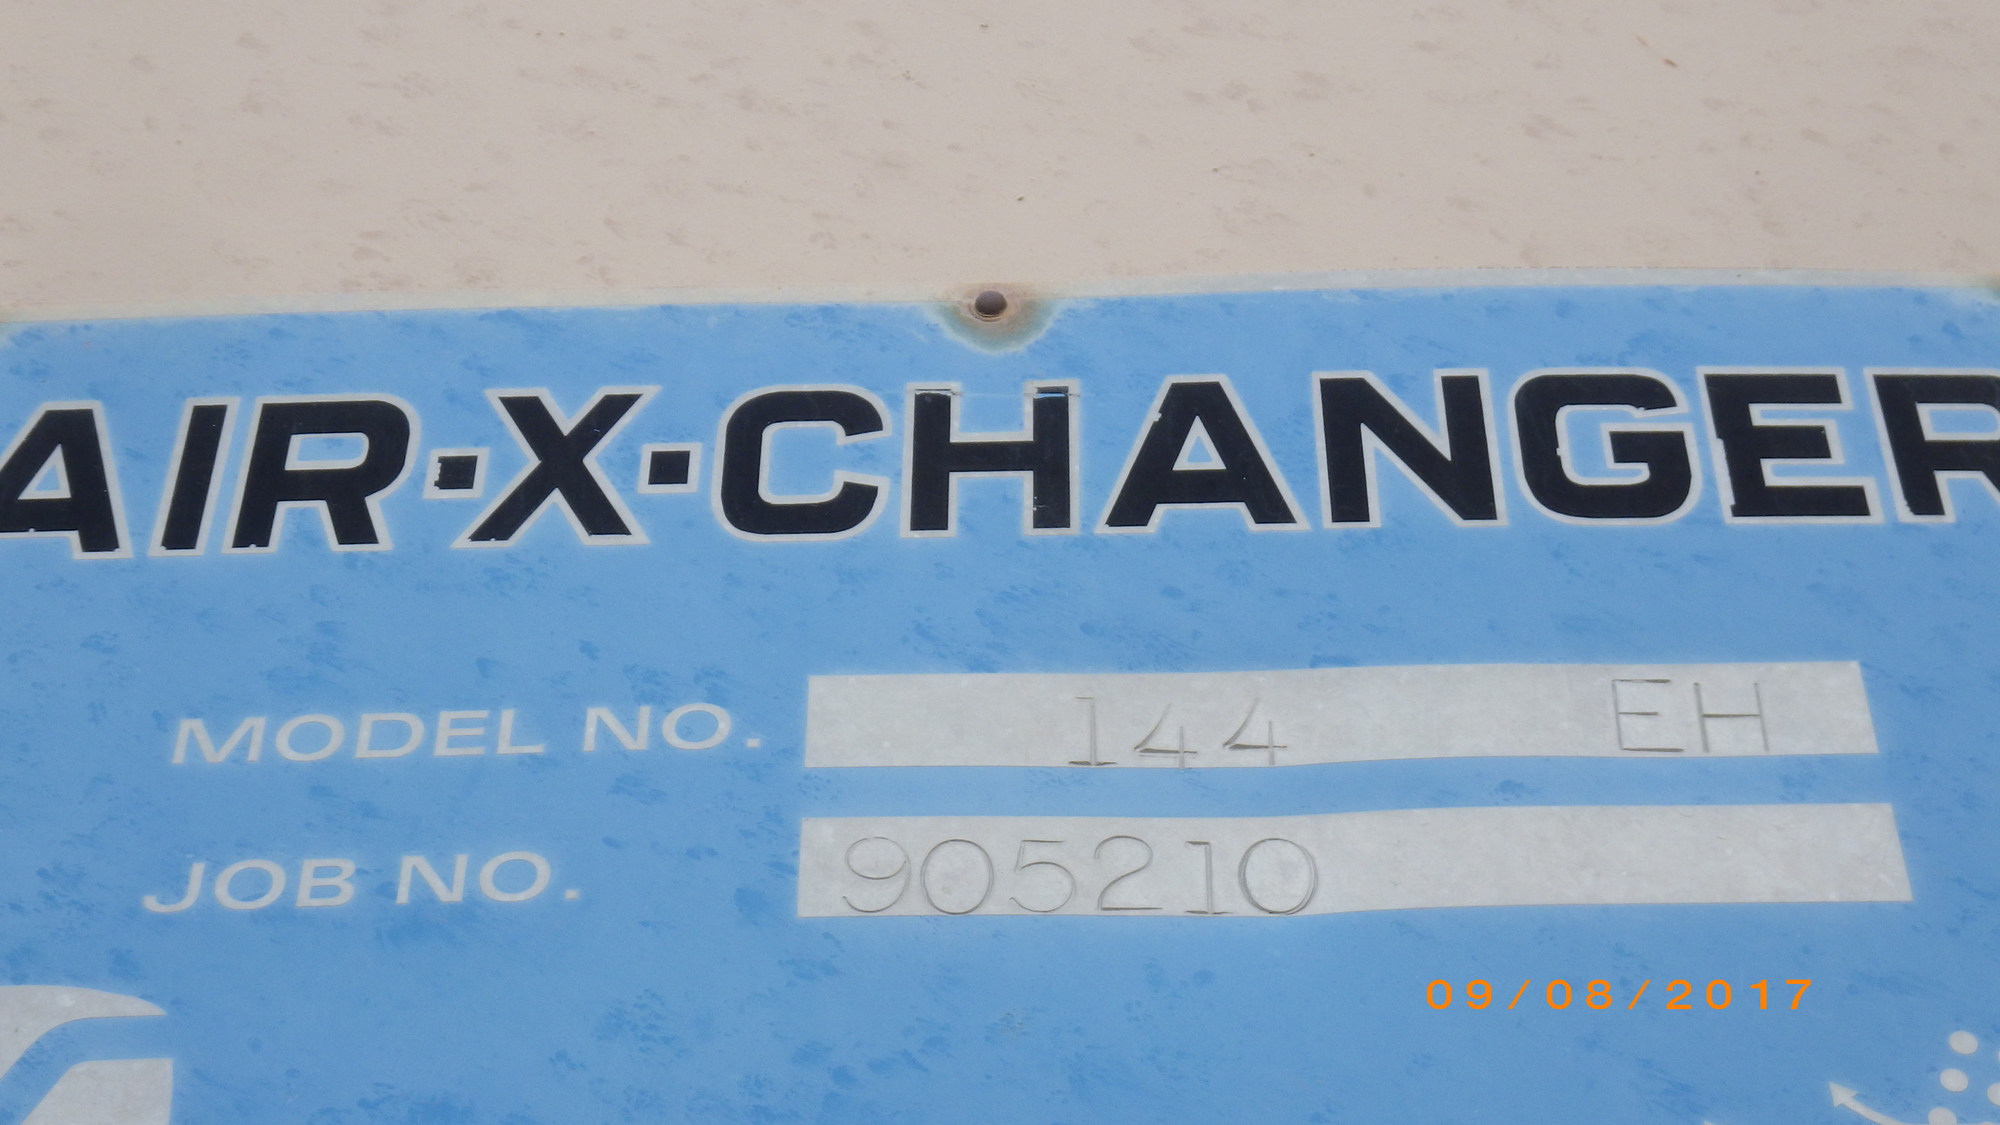 AIR·X·CHANGER
MODEL NO. 144 EH
JOB NO. 905210
09/08/2017